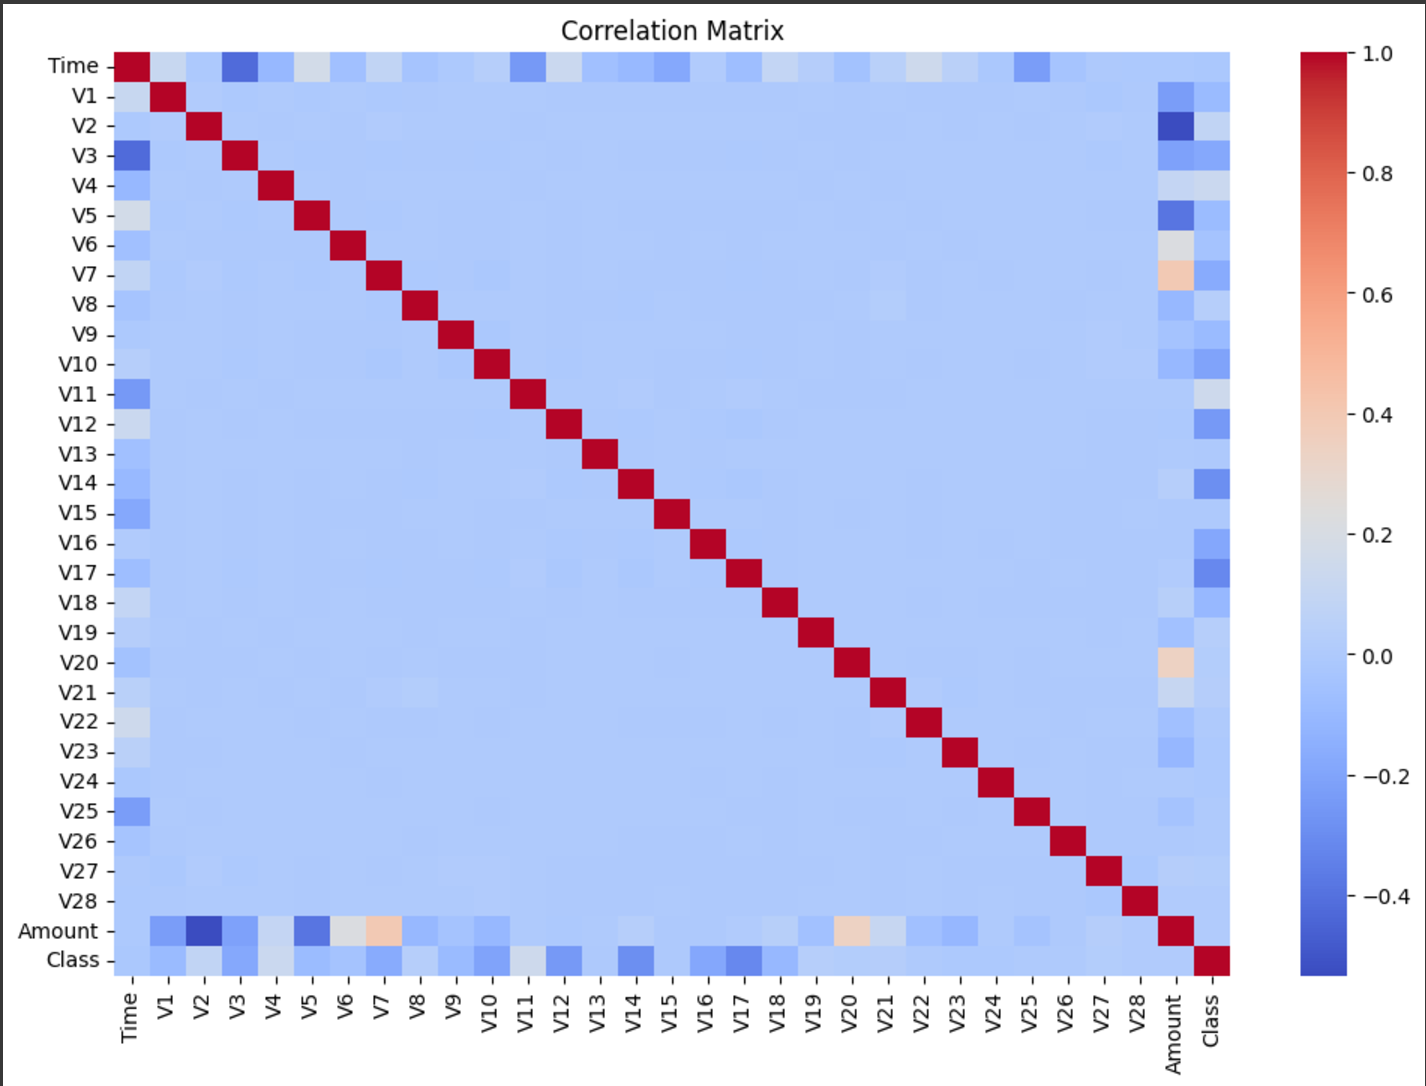 Correlation Matrix
Time
V1
V2
V3
V4
V5
V6
V7
V8
V9
V10
V11
V12
V13
V14
V15
V16
V17
V18
V19
V20
V21
V22
V23
V24
V25
V26
V27
V28
Amount
Class
Time
V1
V2
V3
V4
V5
V6
V7
V8
V9
V10
V11
V12
V13
V14
V15
V16
V17
V18
V19
V20
V21
V22
V23
V24
V25
V26
V27
V28
Amount
Class
1.0
0.8
0.6
0.4
0.2
0.0
−0.2
−0.4